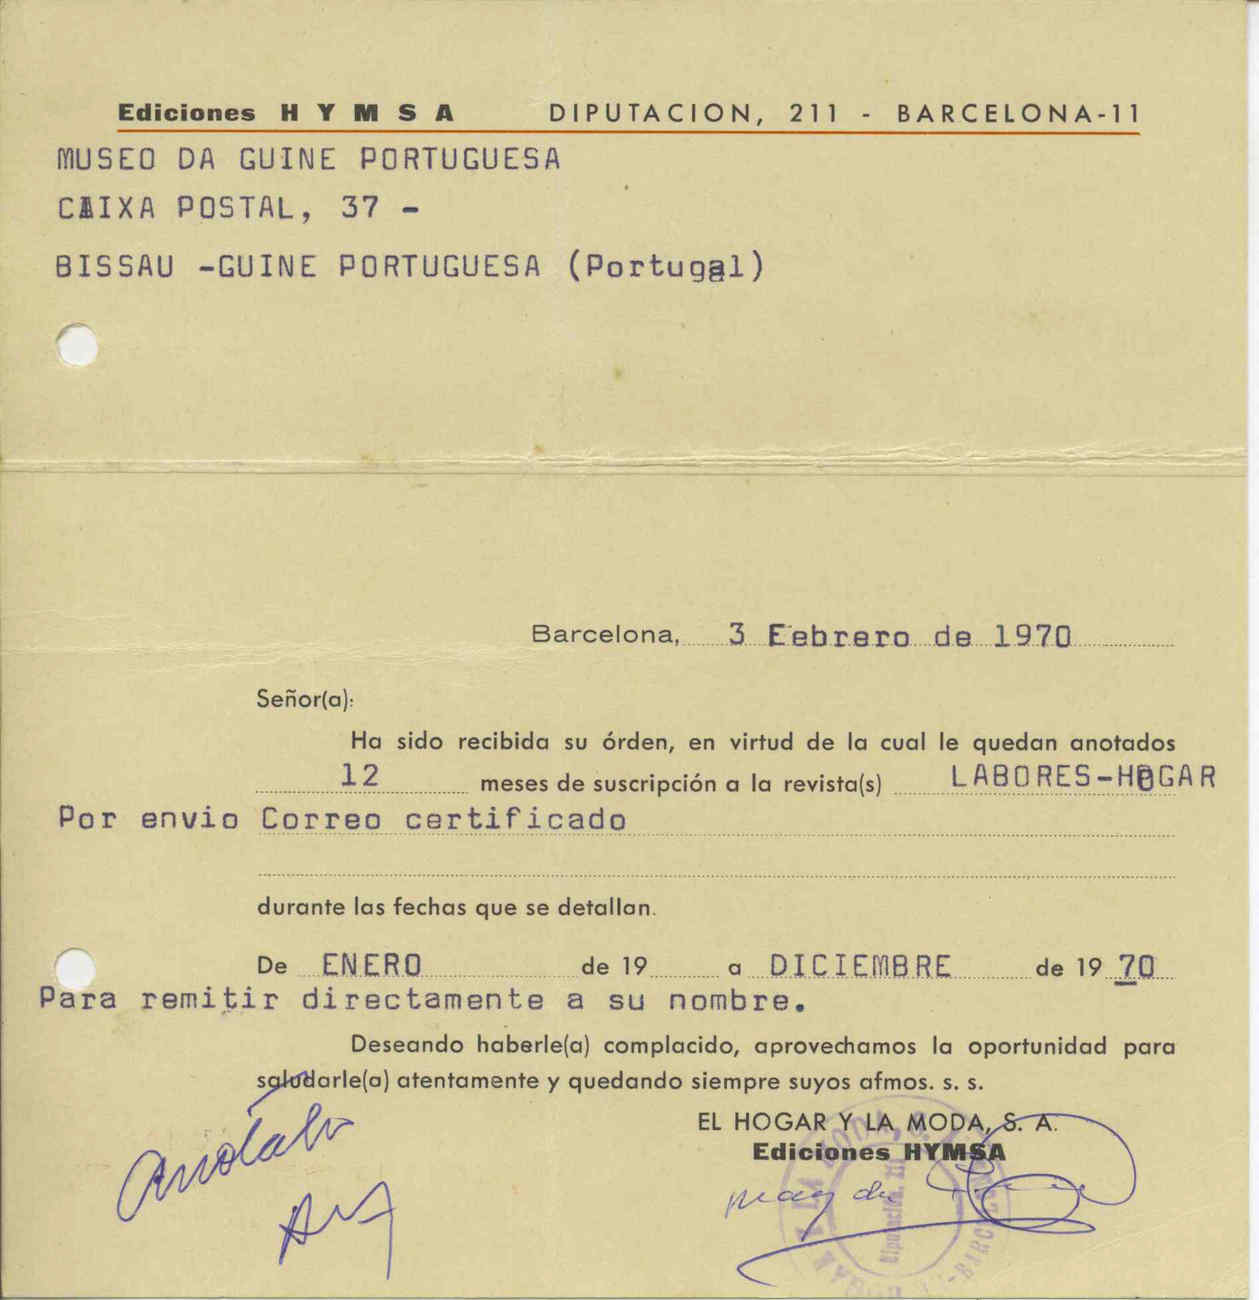 Ediciones HYMSA DIPUTACION, 211 - BARCELONA-11
MUSEO DA GUINE PORTUGUESA
CAIXA POSTAL, 37 -
BISSAU -GUINE PORTUGUESA (Portugal)
Barcelona, 3 Febrero de 1970
Señor(a):
Ha sido recibida su órden, en virtud de la cual le quedan anotados
12 meses de suscripción a la revista(s) LABORES-HOGAR
Por envio Correo certificado
durante las fechas que se detallan.
De ENERO de 19 a DICIEMBRE de 19 70
Para remitir directamente a su nombre.
Deseando haberle(a) complacido, aprovechamos la oportunidad para
saludarle(a) atentamente y quedando siempre suyos afmos. s. s.
EL HOGAR Y LA MODA, S. A.
Ediciones HYMSA